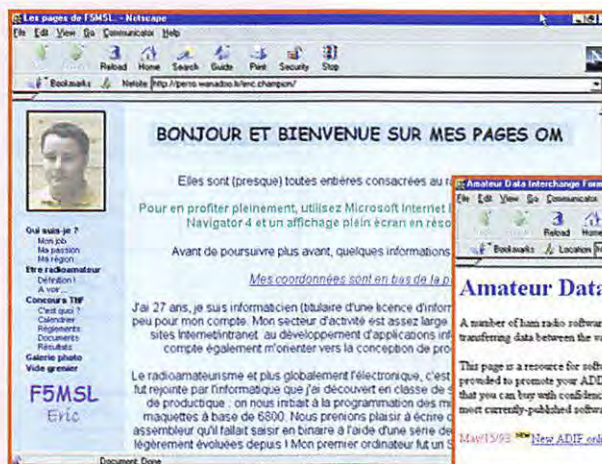 Les pages de F5MSL. - Netscape
File Edit View Go Communicator Help
Reload Home Search Guide Print Security Stop
Bookmarks Netsite: http://perso.wanadoo.fr/eric.champion/
BONJOUR ET BIENVENUE SUR MES PAGES OM
Elles sont (presque) toutes entières consacrées au
Pour en profiter pleinement, utilisez Microsoft Internet
Navigator 4 et un affichage plein écran en
Avant de poursuivre plus avant, quelques informations
Mes coordonnées sont en bas de la
J'ai 27 ans, je suis informaticien (titulaire d'une licence
peu pour mon compte. Mon secteur d'activité est assez large
sites Internet/intranet au développement d'applications
compte également m'orienter vers la conception de
Le radioamateurisme et plus globalement l'électronique, c'est
fut rejointe par l'informatique que j'ai découvert en classe de
de productique : on nous initiait à la programmation des
maquettes à base de 6800. Nous prenions plaisir à écrire
assembleur qu'il fallait saisir en binaire à l'aide d'une série de
légèrement évoluées depuis ! Mon premier ordinateur fut un
Qui suis-je ?
Mon job
Ma passion
Ma région
Etre radioamateur
Définition !
A voir...
Concours THF
C'est quoi ?
Calendrier
Règlements
Documents
Résultats
Galerie photo
Vide grenier
F5MSL
Eric
Document: Done
Amateur Data Interchange Form
File Edit View Go Communicator
Reload Home
Bookmarks Location:
Amateur Data
A number of ham radio software
transferring data between the
This page is a resource for
provided to promote your
that you can buy with
most currently-published
May/15/98 NEW New ADIF